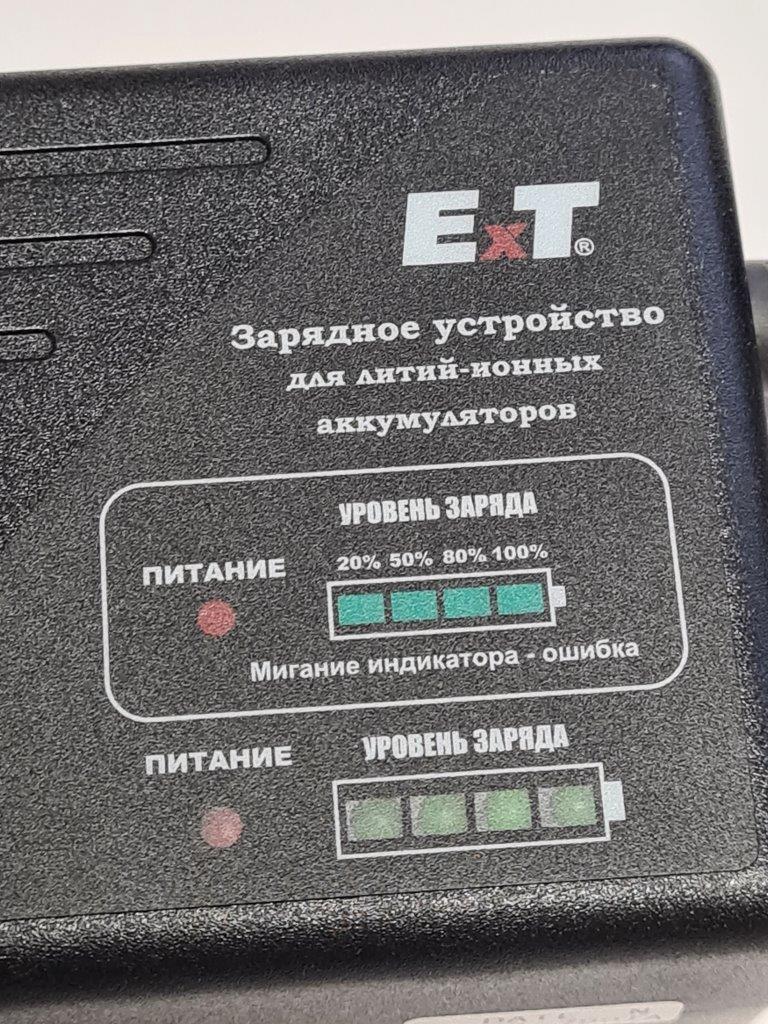 ExT®
Зарядное устройство
для литий-ионных
аккумуляторов
УРОВЕНЬ ЗАРЯДА
20% 50% 80% 100%
ПИТАНИЕ
Мигание индикатора - ошибка
УРОВЕНЬ ЗАРЯДА
ПИТАНИЕ